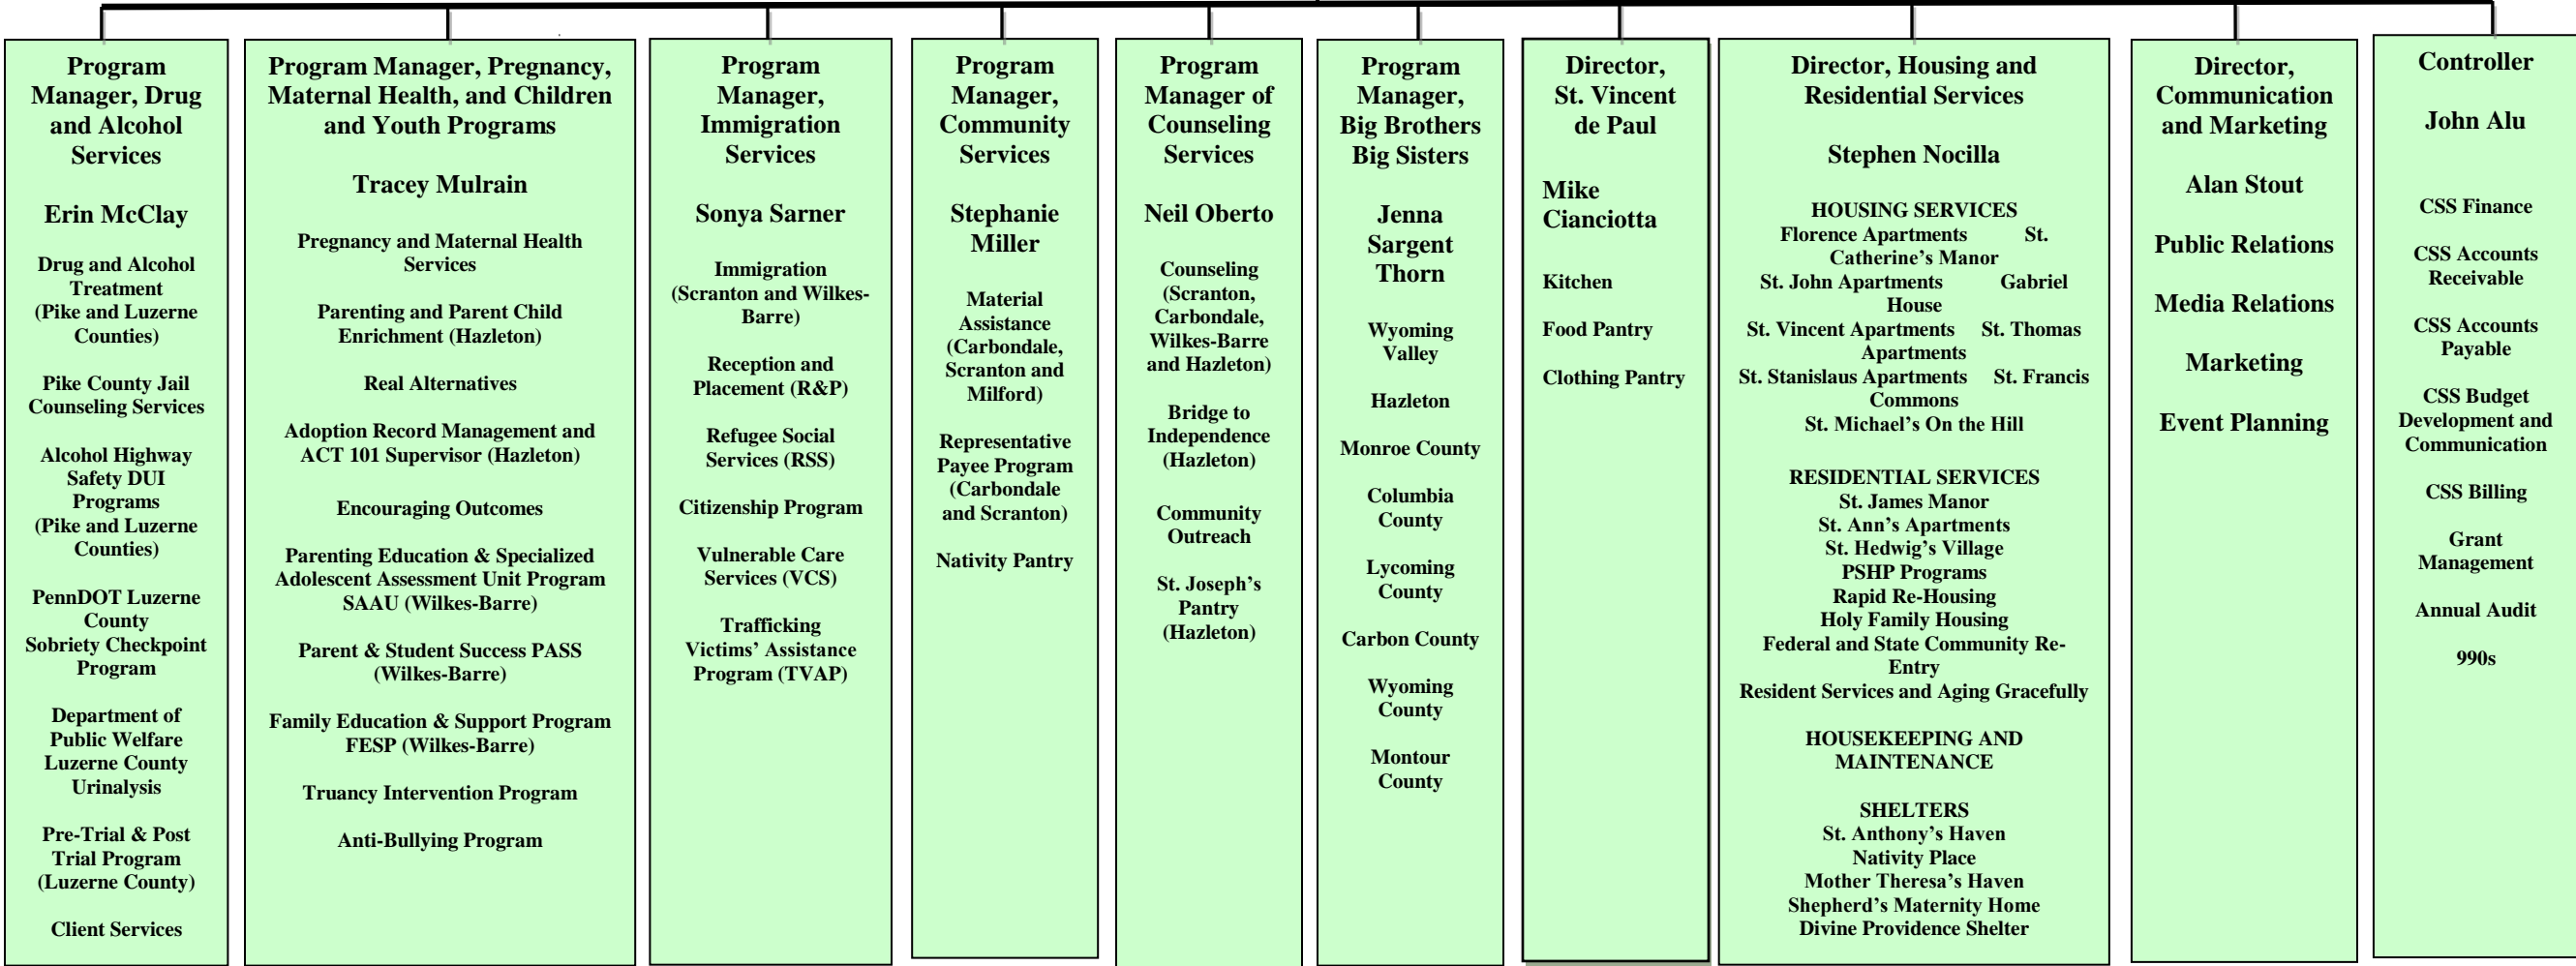 Program
Manager, Drug
and Alcohol
Services
Erin McClay
Drug and Alcohol
Treatment
(Pike and Luzerne
Counties)
Pike County Jail
Counseling Services
Alcohol Highway
Safety DUI
Programs
(Pike and Luzerne
Counties)
PennDOT Luzerne
County
Sobriety Checkpoint
Program
Department of
Public Welfare
Luzerne County
Urinalysis
Pre-Trial & Post
Trial Program
(Luzerne County)
Client Services
Program Manager, Pregnancy,
Maternal Health, and Children
and Youth Programs
Tracey Mulrain
Pregnancy and Maternal Health
Services
Parenting and Parent Child
Enrichment (Hazleton)
Real Alternatives
Adoption Record Management and
ACT 101 Supervisor (Hazleton)
Encouraging Outcomes
Parenting Education & Specialized
Adolescent Assessment Unit Program
SAAU (Wilkes-Barre)
Parent & Student Success PASS
(Wilkes-Barre)
Family Education & Support Program
FESP (Wilkes-Barre)
Truancy Intervention Program
Anti-Bullying Program
Program
Manager,
Immigration
Services
Sonya Sarner
Immigration
(Scranton and Wilkes-
Barre)
Reception and
Placement (R&P)
Refugee Social
Services (RSS)
Citizenship Program
Vulnerable Care
Services (VCS)
Trafficking
Victims’ Assistance
Program (TVAP)
Program
Manager,
Community
Services
Stephanie
Miller
Material
Assistance
(Carbondale,
Scranton and
Milford)
Representative
Payee Program
(Carbondale
and Scranton)
Nativity Pantry
Program
Manager of
Counseling
Services
Neil Oberto
Counseling
(Scranton,
Carbondale,
Wilkes-Barre
and Hazleton)
Bridge to
Independence
(Hazleton)
Community
Outreach
St. Joseph’s
Pantry
(Hazleton)
Program
Manager,
Big Brothers
Big Sisters
Jenna
Sargent
Thorn
Wyoming
Valley
Hazleton
Monroe County
Columbia
County
Lycoming
County
Carbon County
Wyoming
County
Montour
County
Director,
St. Vincent
de Paul
Mike
Cianciotta
Kitchen
Food Pantry
Clothing Pantry
Director, Housing and
Residential Services
Stephen Nocilla
HOUSING SERVICES
Florence Apartments St.
Catherine’s Manor
St. John Apartments Gabriel
House
St. Vincent Apartments St. Thomas
Apartments
St. Stanislaus Apartments St. Francis
Commons
St. Michael’s On the Hill
RESIDENTIAL SERVICES
St. James Manor
St. Ann’s Apartments
St. Hedwig’s Village
PSHP Programs
Rapid Re-Housing
Holy Family Housing
Federal and State Community Re-
Entry
Resident Services and Aging Gracefully
HOUSEKEEPING AND
MAINTENANCE
SHELTERS
St. Anthony’s Haven
Nativity Place
Mother Theresa’s Haven
Shepherd’s Maternity Home
Divine Providence Shelter
Director,
Communication
and Marketing
Alan Stout
Public Relations
Media Relations
Marketing
Event Planning
Controller
John Alu
CSS Finance
CSS Accounts
Receivable
CSS Accounts
Payable
CSS Budget
Development and
Communication
CSS Billing
Grant
Management
Annual Audit
990s